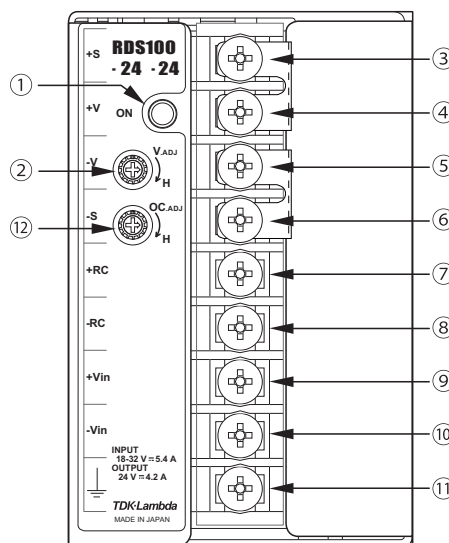 +S
RDS100
- 24 - 24
③
①
+V
ON
④
②
-V
V.ADJ
H
⑤
⑫
-S
OC.ADJ
H
⑥
+RC
⑦
-RC
⑧
+Vin
⑨
-Vin
⑩
INPUT
18-32 V⎓5.4 A
OUTPUT
24 V⎓4.2 A
⑪
TDK-Lambda
MADE IN JAPAN